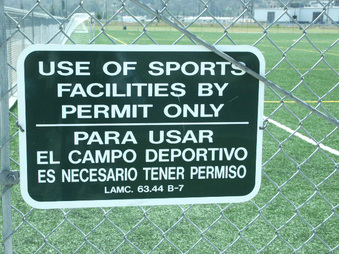 USE OF SPORTS
FACILITIES BY
PERMIT ONLY
PARA USAR
EL CAMPO DEPORTIVO
ES NECESARIO TENER PERMISO
LAMC. 63.44 B-7